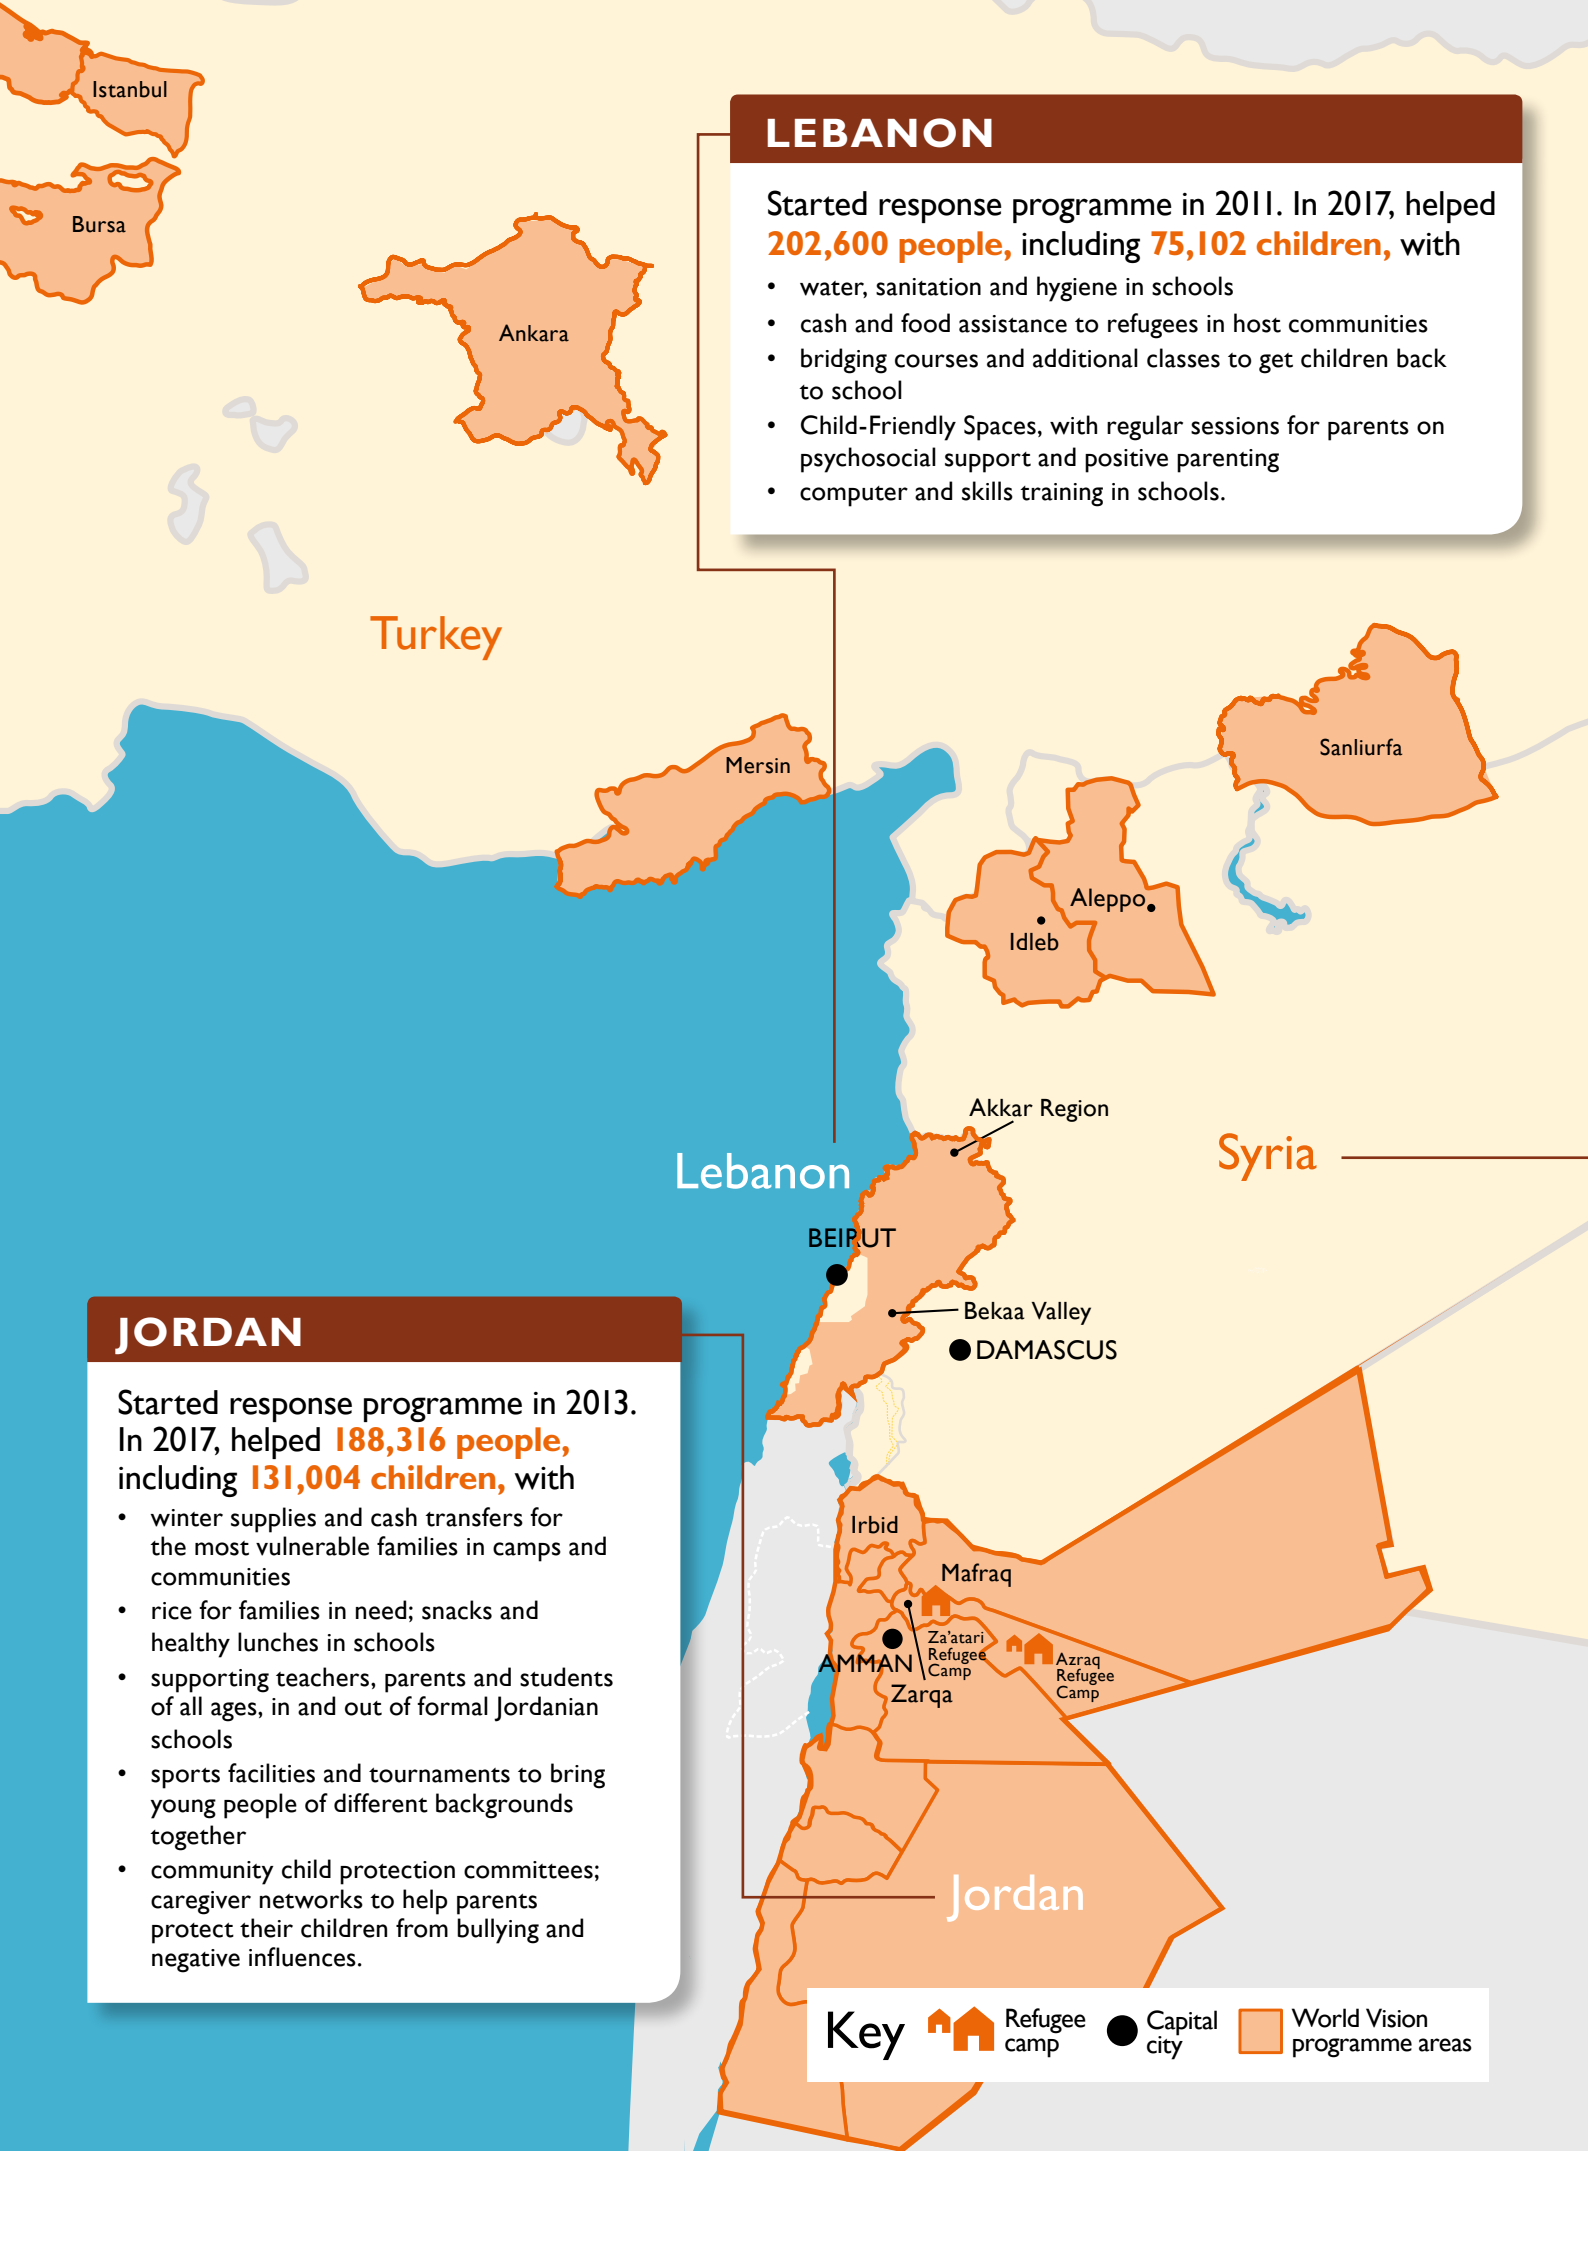 Istanbul
Bursa
Ankara
LEBANON
Started response programme in 2011. In 2017, helped
202,600 people, including 75,102 children, with
• water, sanitation and hygiene in schools
• cash and food assistance to refugees in host communities
• bridging courses and additional classes to get children back
to school
• Child-Friendly Spaces, with regular sessions for parents on
psychosocial support and positive parenting
• computer and skills training in schools.
Turkey
Mersin
Sanliurfa
Aleppo
Idleb
Akkar Region
Syria
Lebanon
BEIRUT
Bekaa Valley
DAMASCUS
JORDAN
Started response programme in 2013.
In 2017, helped 188,316 people,
including 131,004 children, with
• winter supplies and cash transfers for
the most vulnerable families in camps and
communities
• rice for families in need; snacks and
healthy lunches in schools
• supporting teachers, parents and students
of all ages, in and out of formal Jordanian
schools
• sports facilities and tournaments to bring
young people of different backgrounds
together
• community child protection committees;
caregiver networks to help parents
protect their children from bullying and
negative influences.
Irbid
Mafraq
Za'atari
Refugee
Camp
AMMAN
Azraq
Refugee
Camp
Zarqa
Jordan
Key
Refugee
camp
Capital
city
World Vision
programme areas